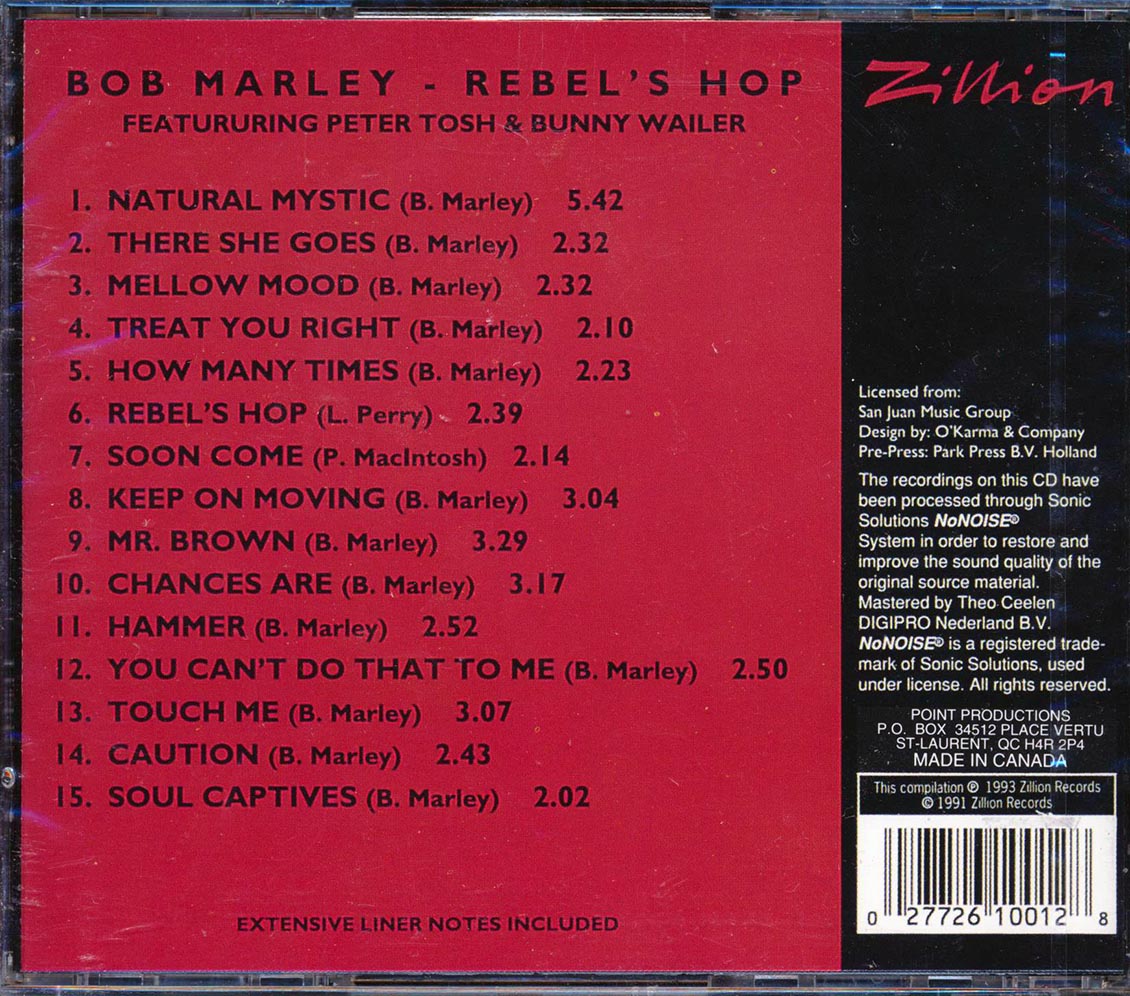 BOB MARLEY - REBEL'S HOP
FEATURURING PETER TOSH & BUNNY WAILER
1. NATURAL MYSTIC (B. Marley) 5.42
2. THERE SHE GOES (B. Marley) 2.32
3. MELLOW MOOD (B. Marley) 2.32
4. TREAT YOU RIGHT (B. Marley) 2.10
5. HOW MANY TIMES (B. Marley) 2.23
6. REBEL'S HOP (L. Perry) 2.39
7. SOON COME (P. MacIntosh) 2.14
8. KEEP ON MOVING (B. Marley) 3.04
9. MR. BROWN (B. Marley) 3.29
10. CHANCES ARE (B. Marley) 3.17
11. HAMMER (B. Marley) 2.52
12. YOU CAN'T DO THAT TO ME (B. Marley) 2.50
13. TOUCH ME (B. Marley) 3.07
14. CAUTION (B. Marley) 2.43
15. SOUL CAPTIVES (B. Marley) 2.02
EXTENSIVE LINER NOTES INCLUDED
Zillion
Licensed from:
San Juan Music Group
Design by: O'Karma & Company
Pre-Press: Park Press B.V. Holland
The recordings on this CD have
been processed through Sonic
Solutions NoNOISE®
System in order to restore and
improve the sound quality of the
original source material.
Mastered by Theo Ceelen
DIGIPRO Nederland B.V.
NoNOISE® is a registered trade-
mark of Sonic Solutions, used
under license. All rights reserved.
POINT PRODUCTIONS
P.O. BOX 34512 PLACE VERTU
ST-LAURENT, QC H4R 2P4
MADE IN CANADA
This compilation ℗ 1993 Zillion Records
© 1991 Zillion Records
0 27726 10012 8